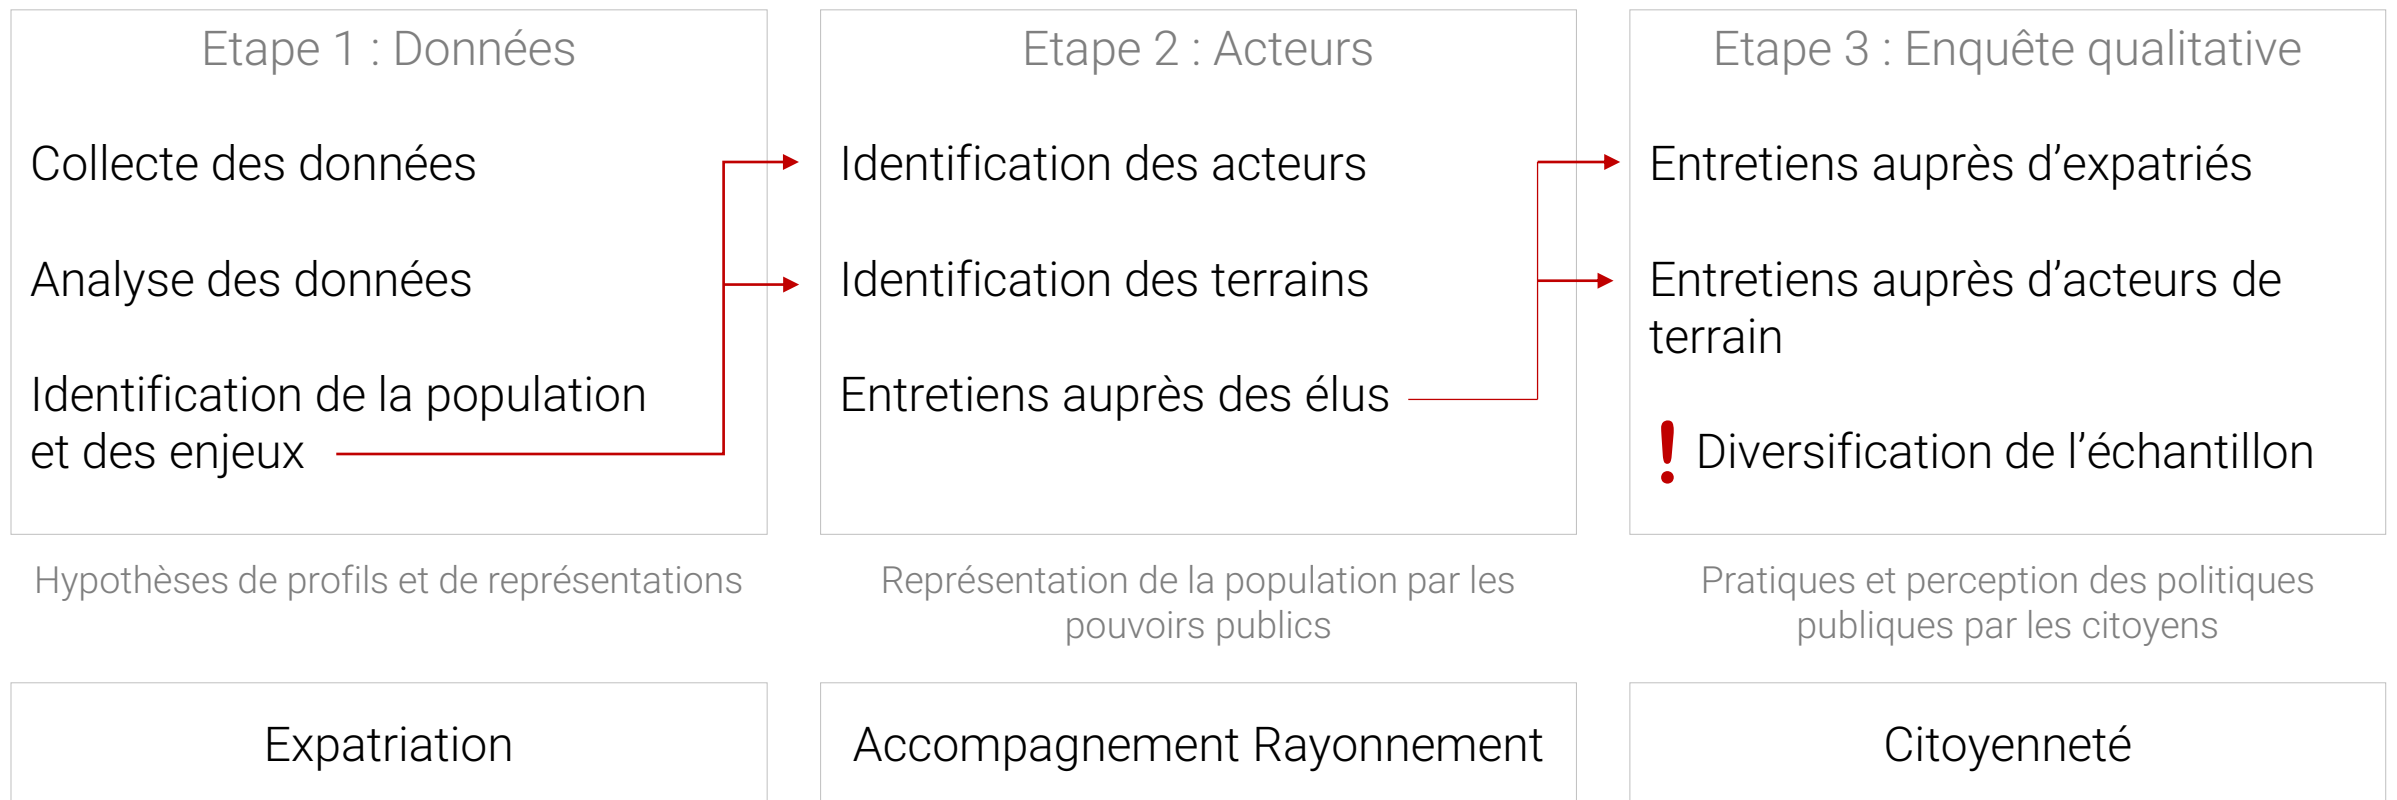 Etape 1 : Données
Collecte des données
Analyse des données
Identification de la population
et des enjeux
Hypothèses de profils et de représentations
Expatriation
Etape 2 : Acteurs
Identification des acteurs
Identification des terrains
Entretiens auprès des élus
Représentation de la population par les
pouvoirs publics
Accompagnement Rayonnement
Etape 3 : Enquête qualitative
Entretiens auprès d’expatriés
Entretiens auprès d’acteurs de
terrain
! Diversification de l’échantillon
Pratiques et perception des politiques
publiques par les citoyens
Citoyenneté